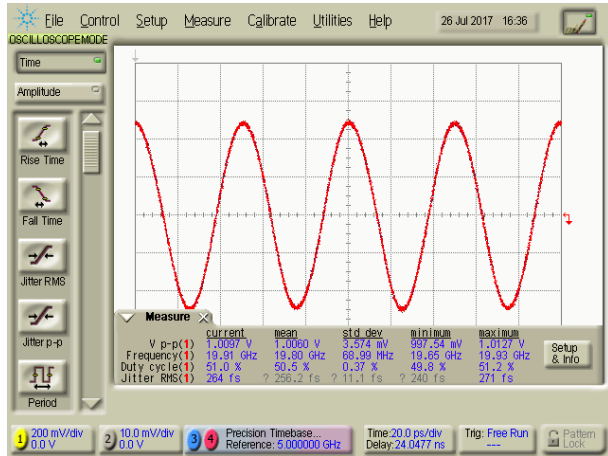 File Control Setup Measure Calibrate Utilities Help 26 Jul 2017 16:36
OSCILLOSCOPE MODE
Time
Amplitude
Rise Time
Fall Time
Jitter RMS
Jitter p-p
Period
Measure
current mean std dev minimum maximum
V p-p(1) 1.0097 V 1.0060 V 3.574 mV 997.54 mV 1.0127 V
Frequency(1) 19.91 GHz 19.80 GHz 68.99 MHz 19.65 GHz 19.93 GHz
Duty cycle(1) 51.0 % 50.5 % 0.37 % 49.8 % 51.2 %
Jitter RMS(1) 264 fs ? 256.2 fs ? 11.1 fs ? 240 fs 271 fs
Setup
& Info
1 200 mV/div
0.0 V
2 10.0 mV/div
0.0 V
3 4 Precision Timebase...
Reference: 5.000000 GHz
Time:20.0 ps/div
Delay:24.0477 ns
Trig: Free Run
---
Pattern
Lock